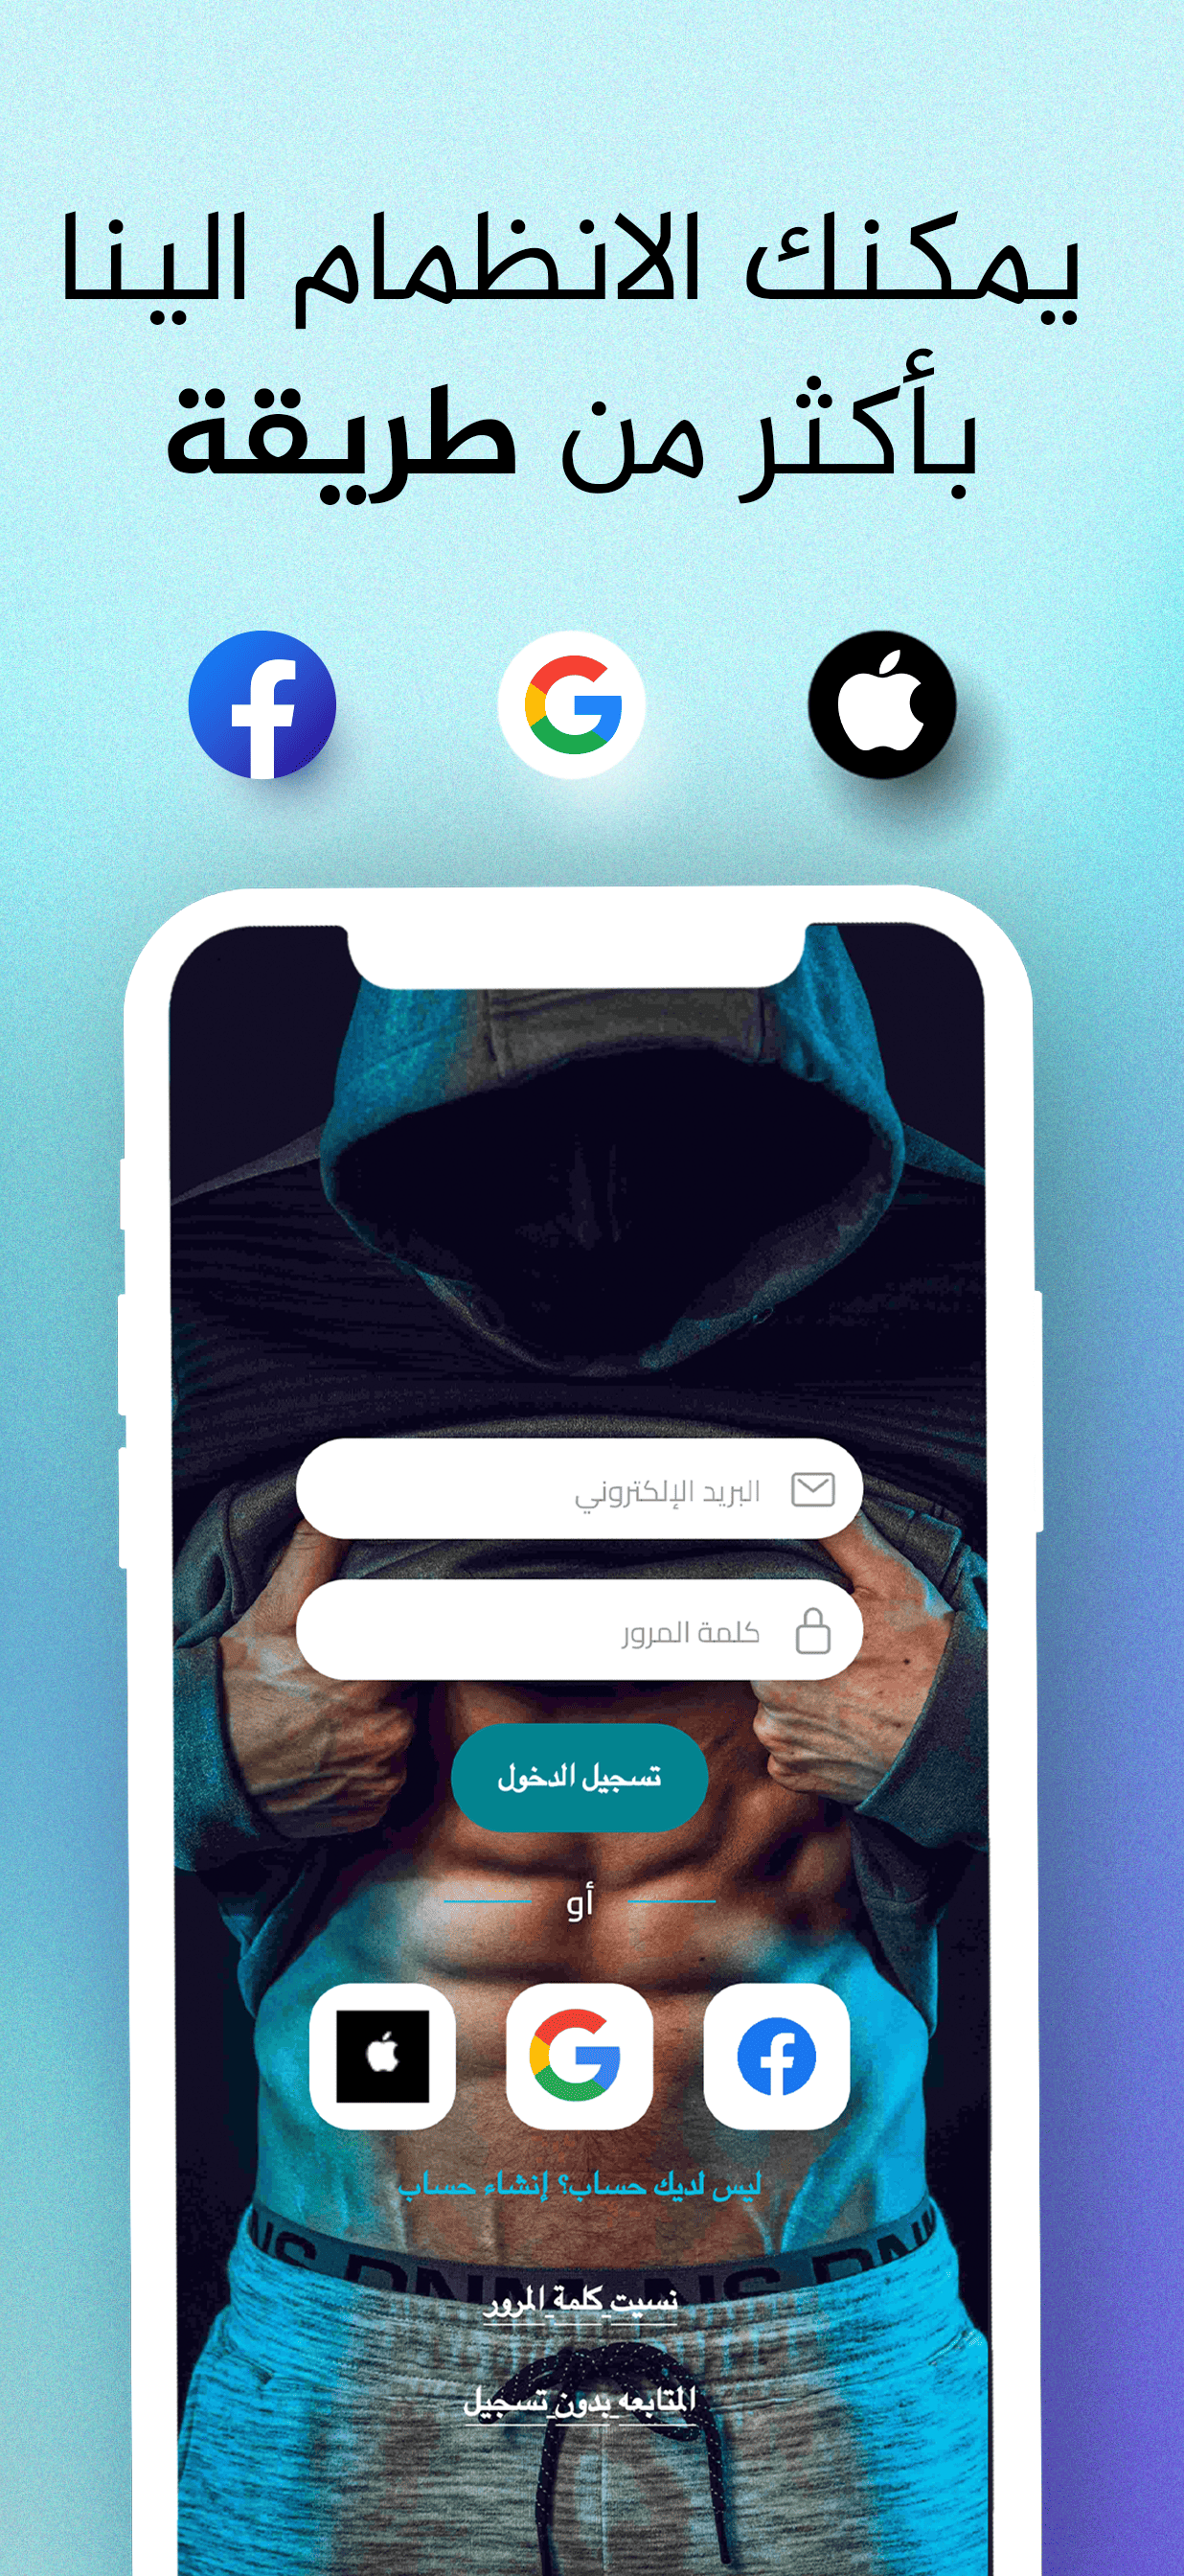 يمكنك الانظمام الينا
بأكثر من طريقة
البريد الإلكتروني
كلمة المرور
تسجيل الدخول
أو
ليس لديك حساب؟ إنشاء حساب
نسيت كلمة المرور
المتابعه بدون تسجيل